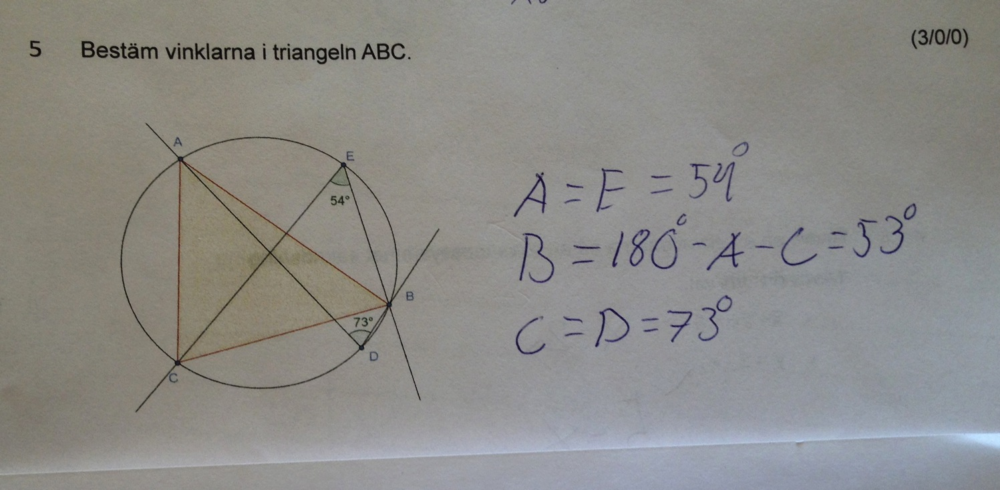 (3/0/0)
5 Bestäm vinklarna i triangeln ABC.
A
E
54°
B
73°
D
C
A = E = 54°
B = 180° - A - C = 53°
C = D = 73°